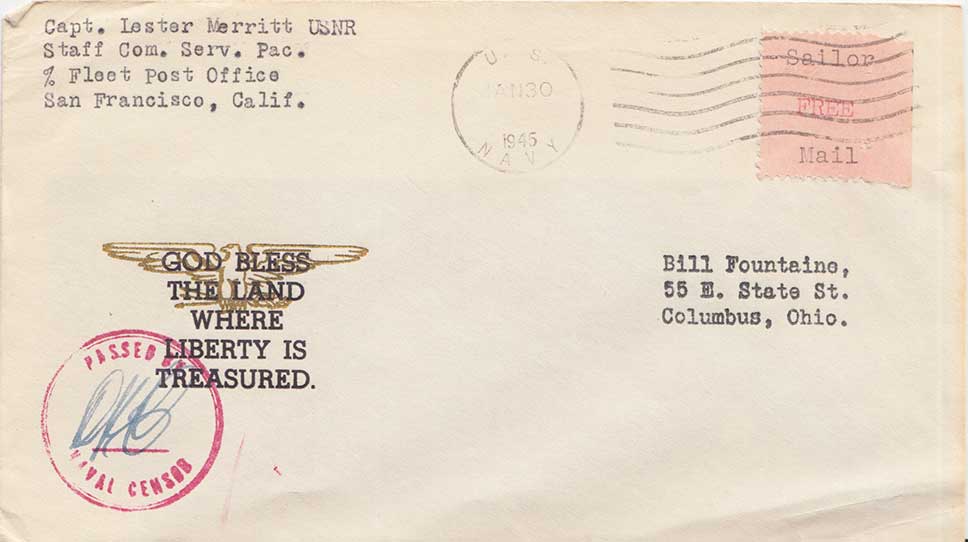 Capt. Lester Merritt USNR
Staff Com. Serv. Pac.
% Fleet Post Office
San Francisco, Calif.
U. S.
JAN 30
1945
NAVY
Sailor
FREE
Mail
GOD BLESS
THE LAND
WHERE
LIBERTY IS
TREASURED.
Bill Fountaine,
55 E. State St.
Columbus, Ohio.
PASSED BY
NAVAL CENSOR